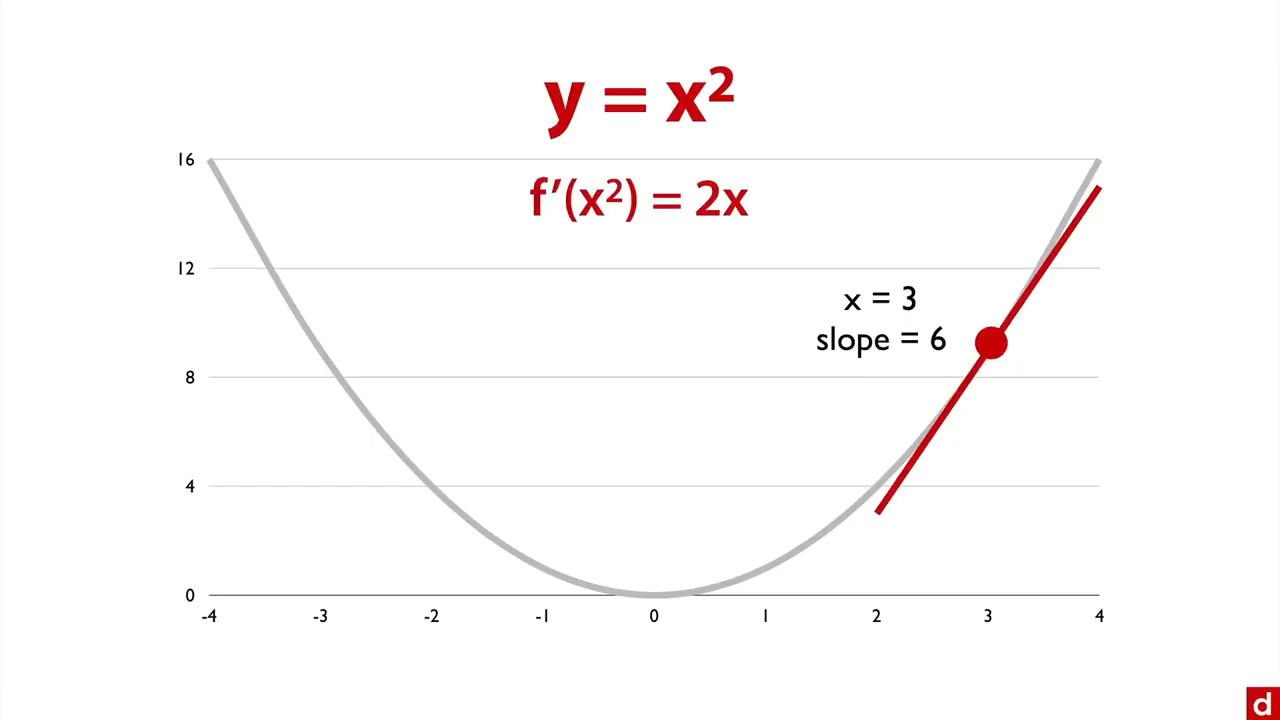 y = x²
16
f′(x²) = 2x
12
x = 3
slope = 6
8
4
0
-4 -3 -2 -1 0 1 2 3 4
d